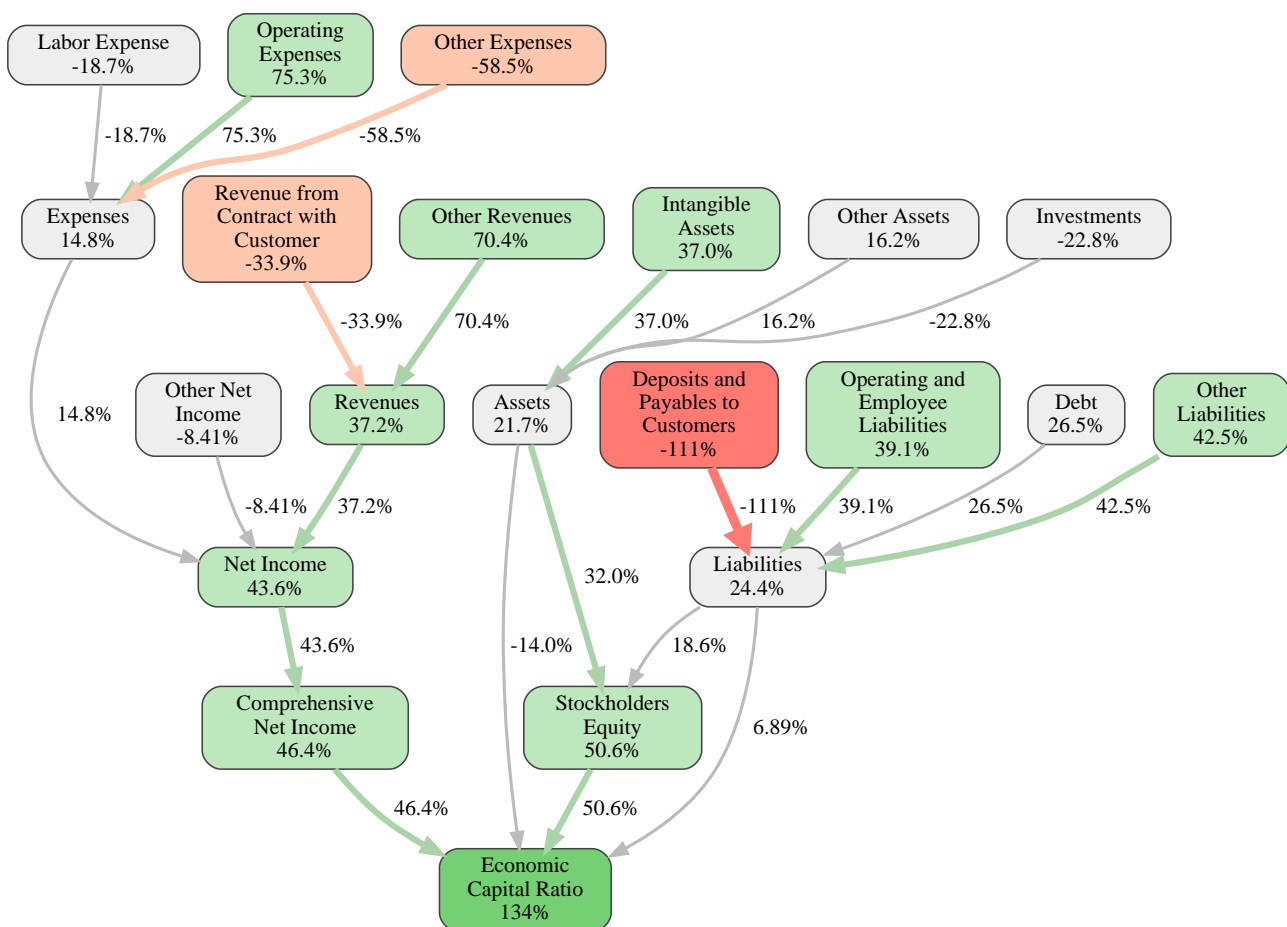 Labor Expense
-18.7%
Operating
Expenses
75.3%
Other Expenses
-58.5%
-18.7%
75.3%
-58.5%
Expenses
14.8%
Revenue from
Contract with
Customer
-33.9%
Other Revenues
70.4%
Intangible
Assets
37.0%
Other Assets
16.2%
Investments
-22.8%
-33.9%
70.4%
37.0%
16.2%
-22.8%
14.8%
Other Net
Income
-8.41%
Revenues
37.2%
Assets
21.7%
Deposits and
Payables to
Customers
-111%
Operating and
Employee
Liabilities
39.1%
Debt
26.5%
Other
Liabilities
42.5%
-8.41%
37.2%
-111%
39.1%
26.5%
42.5%
Net Income
43.6%
32.0%
Liabilities
24.4%
43.6%
-14.0%
18.6%
Comprehensive
Net Income
46.4%
Stockholders
Equity
50.6%
6.89%
46.4%
50.6%
Economic
Capital Ratio
134%